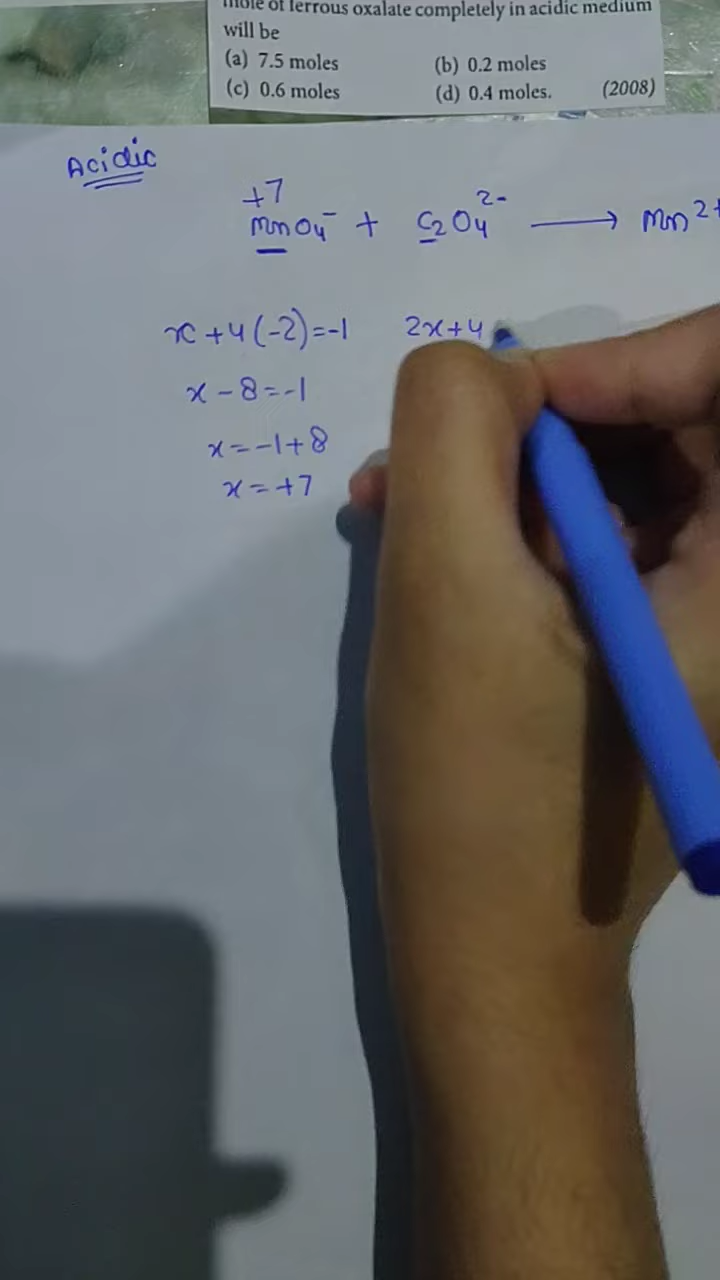 mole of ferrous oxalate completely in acidic medium
will be
(a) 7.5 moles (b) 0.2 moles
(c) 0.6 moles (d) 0.4 moles. (2008)
Acidic
+7
MnO₄⁻ + C₂O₄²⁻ ⟶ Mn²⁺
x+4(-2)=-1 2x+4
x-8=-1
x=-1+8
x=+7